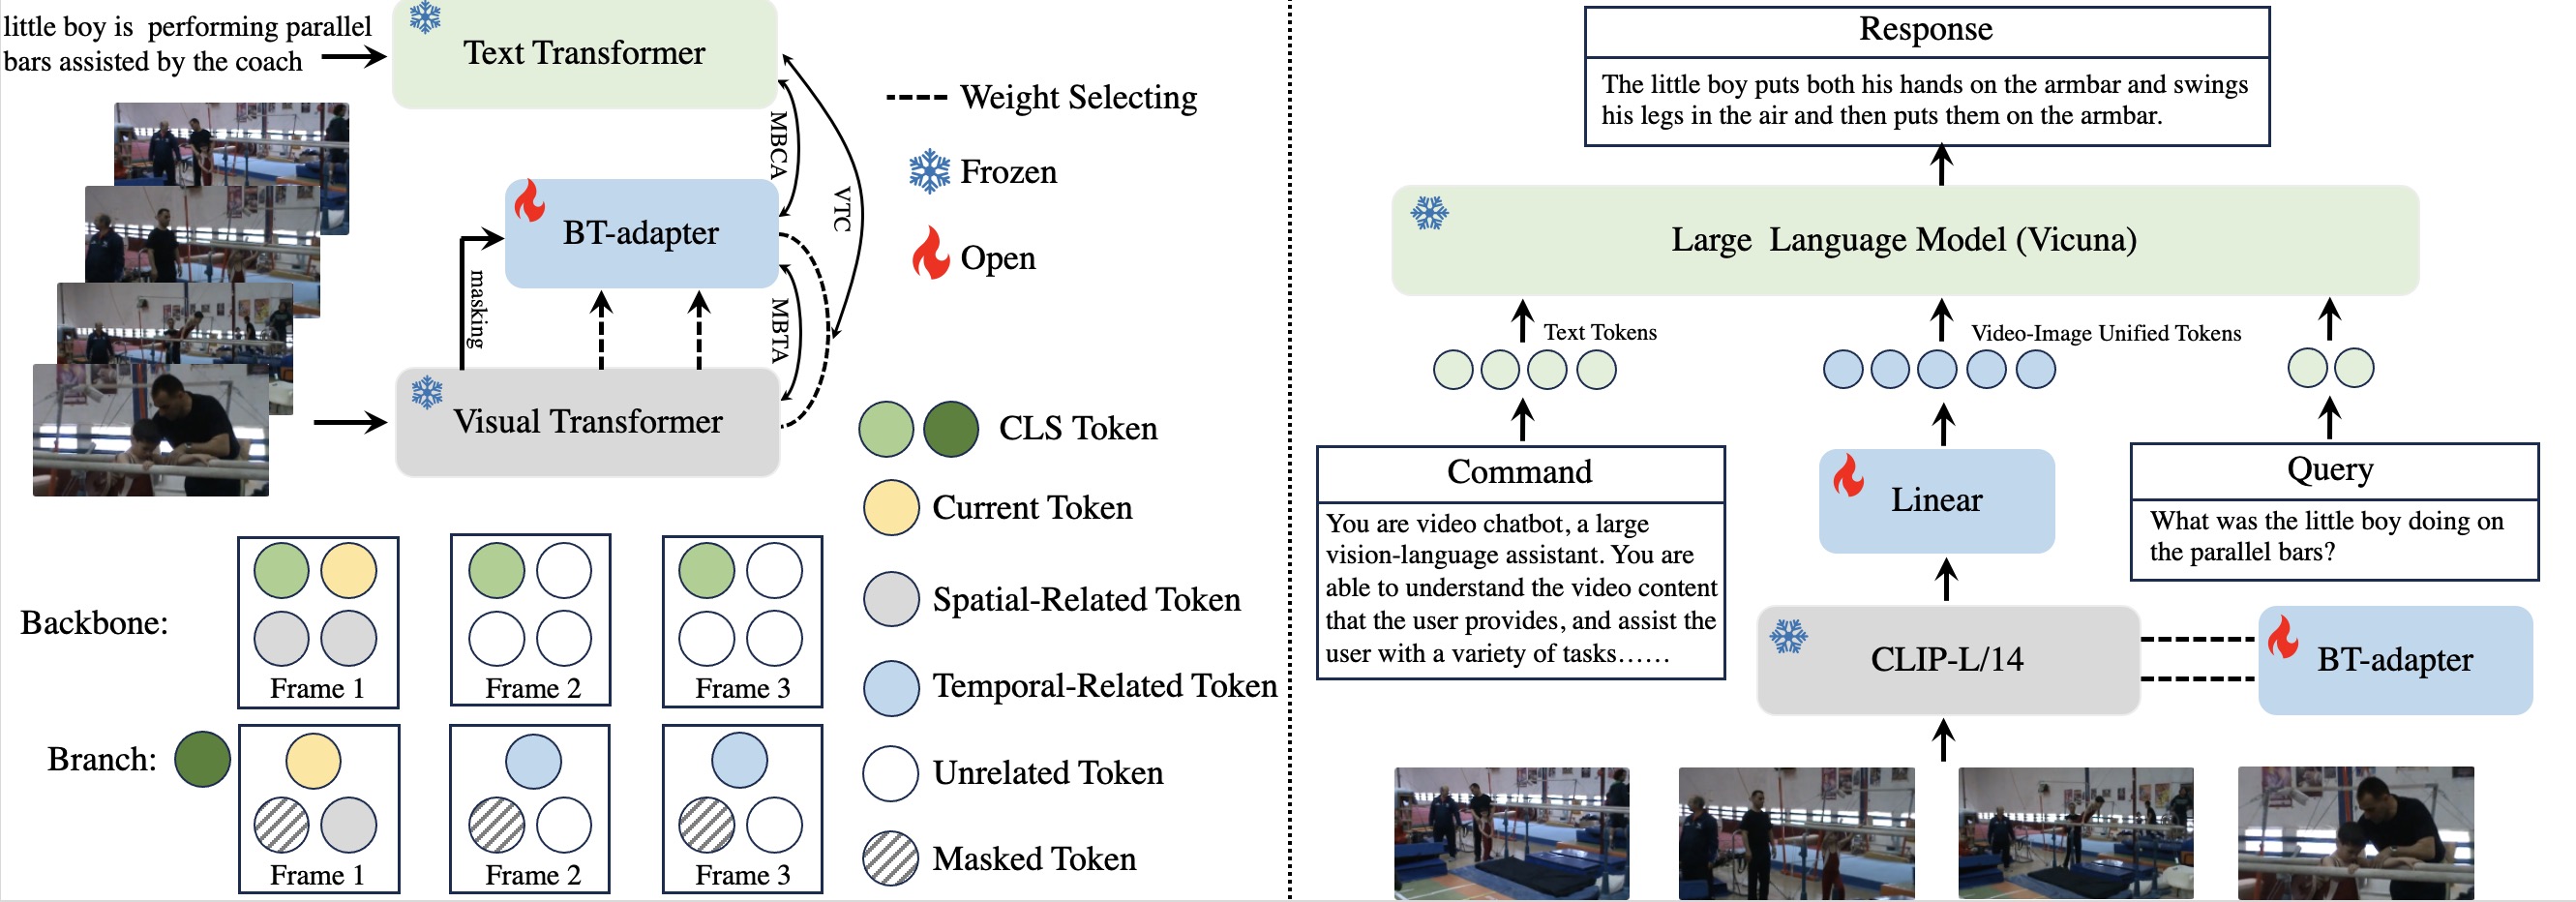 little boy is performing parallel
bars assisted by the coach
Text Transformer
MBCA
VTC
BT-adapter
masking
MBTA
Visual Transformer
Weight Selecting
Frozen
Open
CLS Token
Current Token
Spatial-Related Token
Temporal-Related Token
Unrelated Token
Masked Token
Backbone:
Frame 1
Frame 2
Frame 3
Branch:
Frame 1
Frame 2
Frame 3
Response
The little boy puts both his hands on the armbar and swings
his legs in the air and then puts them on the armbar.
Large Language Model (Vicuna)
Text Tokens
Video-Image Unified Tokens
Command
You are video chatbot, a large
vision-language assistant. You are
able to understand the video content
that the user provides, and assist the
user with a variety of tasks……
Linear
Query
What was the little boy doing on
the parallel bars?
CLIP-L/14
BT-adapter